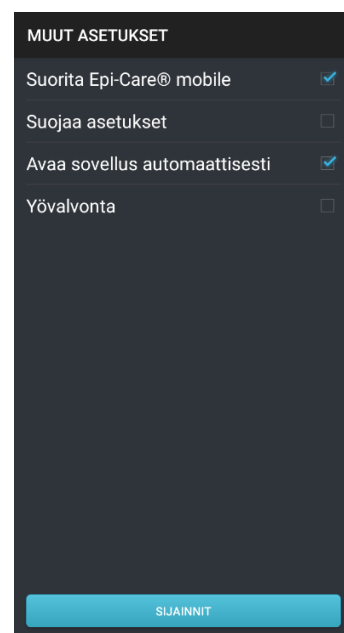 MUUT ASETUKSET
Suorita Epi-Care® mobile
Suojaa asetukset
Avaa sovellus automaattisesti
Yövalvonta
SIJAINNIT